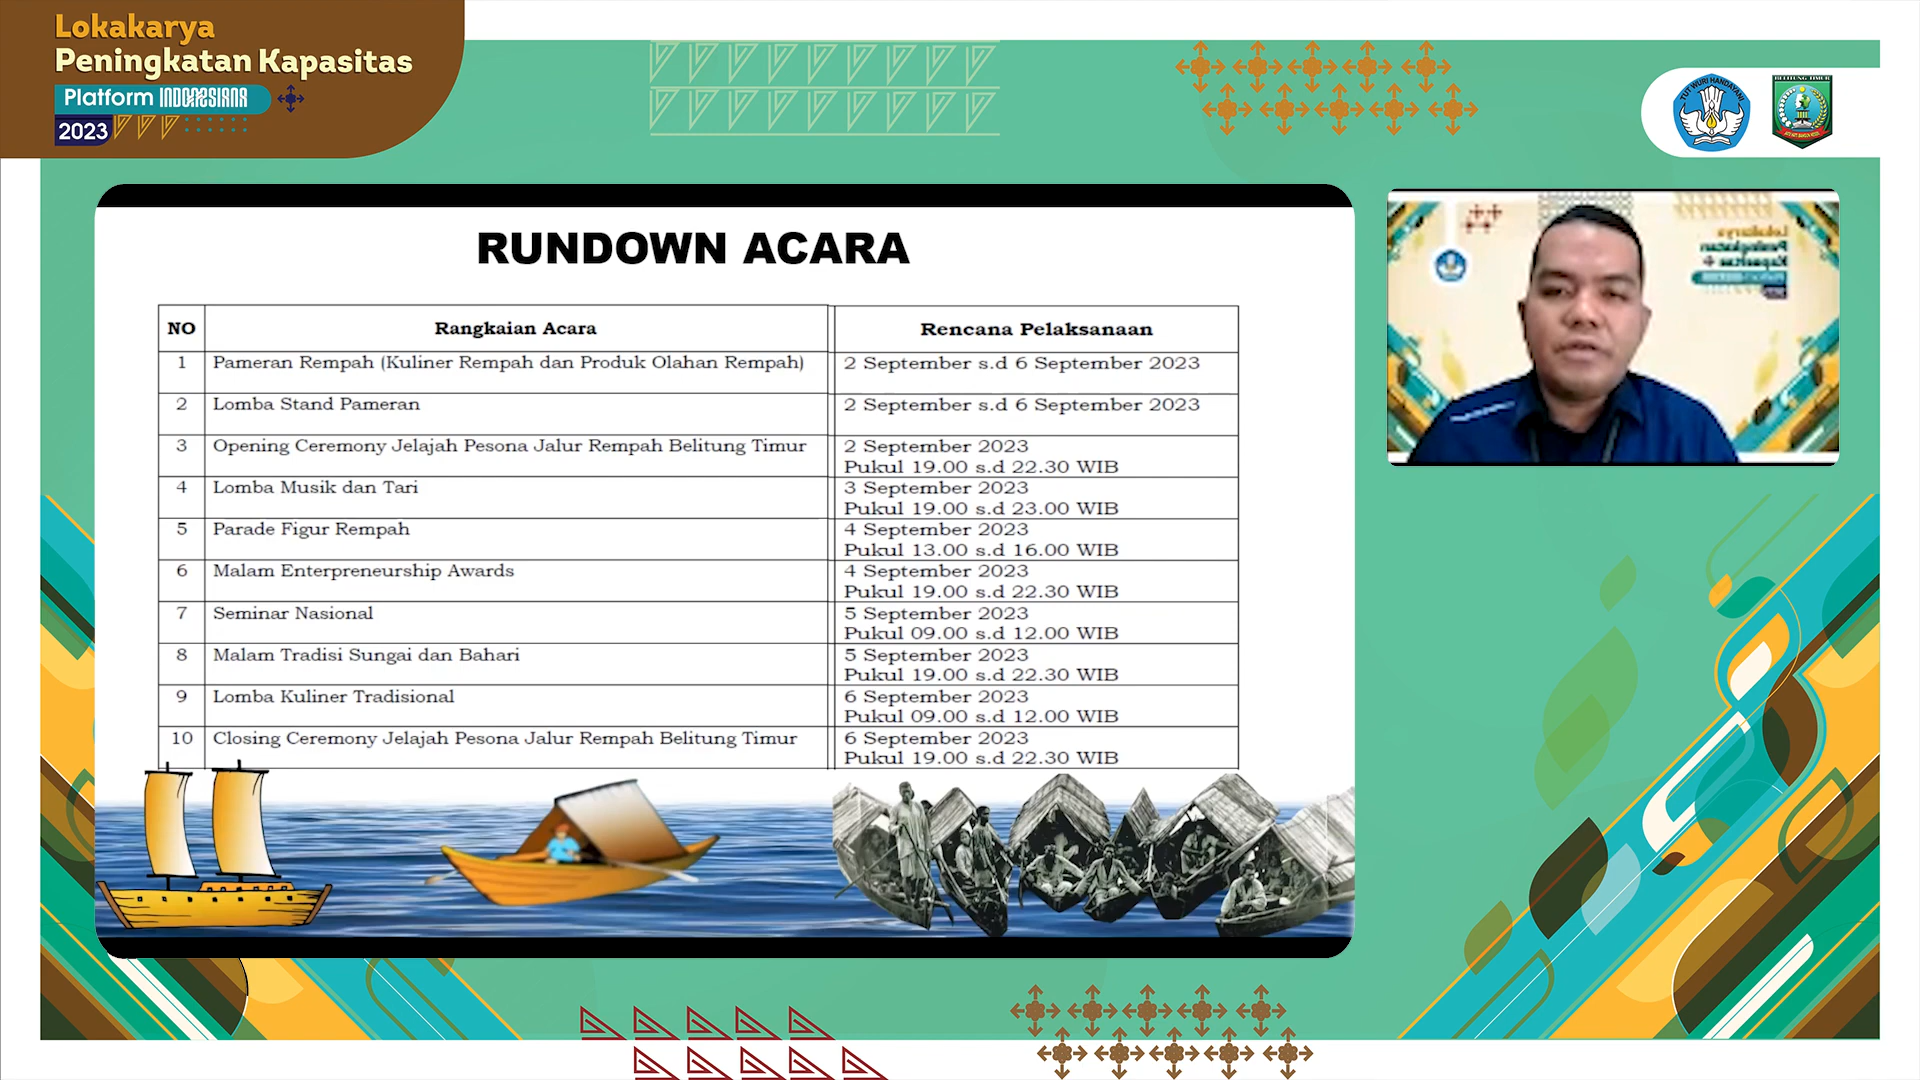 Lokakarya
Peningkatan Kapasitas
Platform INDONESIANA
2023
TUT WURI HANDAYANI
BELITUNG TIMUR
RUNDOWN ACARA
NO Rangkaian Acara Rencana Pelaksanaan
1 Pameran Rempah (Kuliner Rempah dan Produk Olahan Rempah) 2 September s.d 6 September 2023
2 Lomba Stand Pameran 2 September s.d 6 September 2023
3 Opening Ceremony Jelajah Pesona Jalur Rempah Belitung Timur 2 September 2023
Pukul 19.00 s.d 22.30 WIB
4 Lomba Musik dan Tari 3 September 2023
Pukul 19.00 s.d 23.00 WIB
5 Parade Figur Rempah 4 September 2023
Pukul 13.00 s.d 16.00 WIB
6 Malam Enterpreneurship Awards 4 September 2023
Pukul 19.00 s.d 22.30 WIB
7 Seminar Nasional 5 September 2023
Pukul 09.00 s.d 12.00 WIB
8 Malam Tradisi Sungai dan Bahari 5 September 2023
Pukul 19.00 s.d 22.30 WIB
9 Lomba Kuliner Tradisional 6 September 2023
Pukul 09.00 s.d 12.00 WIB
10 Closing Ceremony Jelajah Pesona Jalur Rempah Belitung Timur 6 September 2023
Pukul 19.00 s.d 22.30 WIB
Lokakarya
Peningkatan
Kapasitas